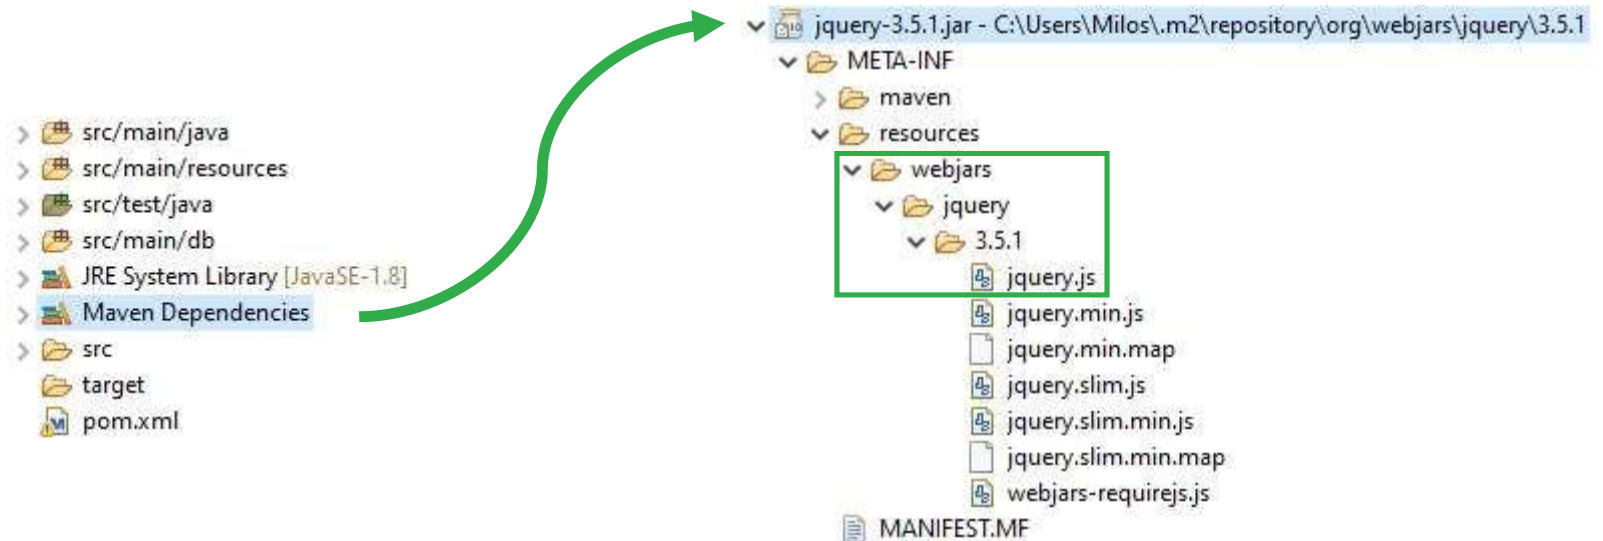 src/main/java
src/main/resources
src/test/java
src/main/db
JRE System Library [JavaSE-1.8]
Maven Dependencies
src
target
pom.xml
jquery-3.5.1.jar - C:\Users\Milos\.m2\repository\org\webjars\jquery\3.5.1
META-INF
maven
resources
webjars
jquery
3.5.1
jquery.js
jquery.min.js
jquery.min.map
jquery.slim.js
jquery.slim.min.js
jquery.slim.min.map
webjars-requirejs.js
MANIFEST.MF